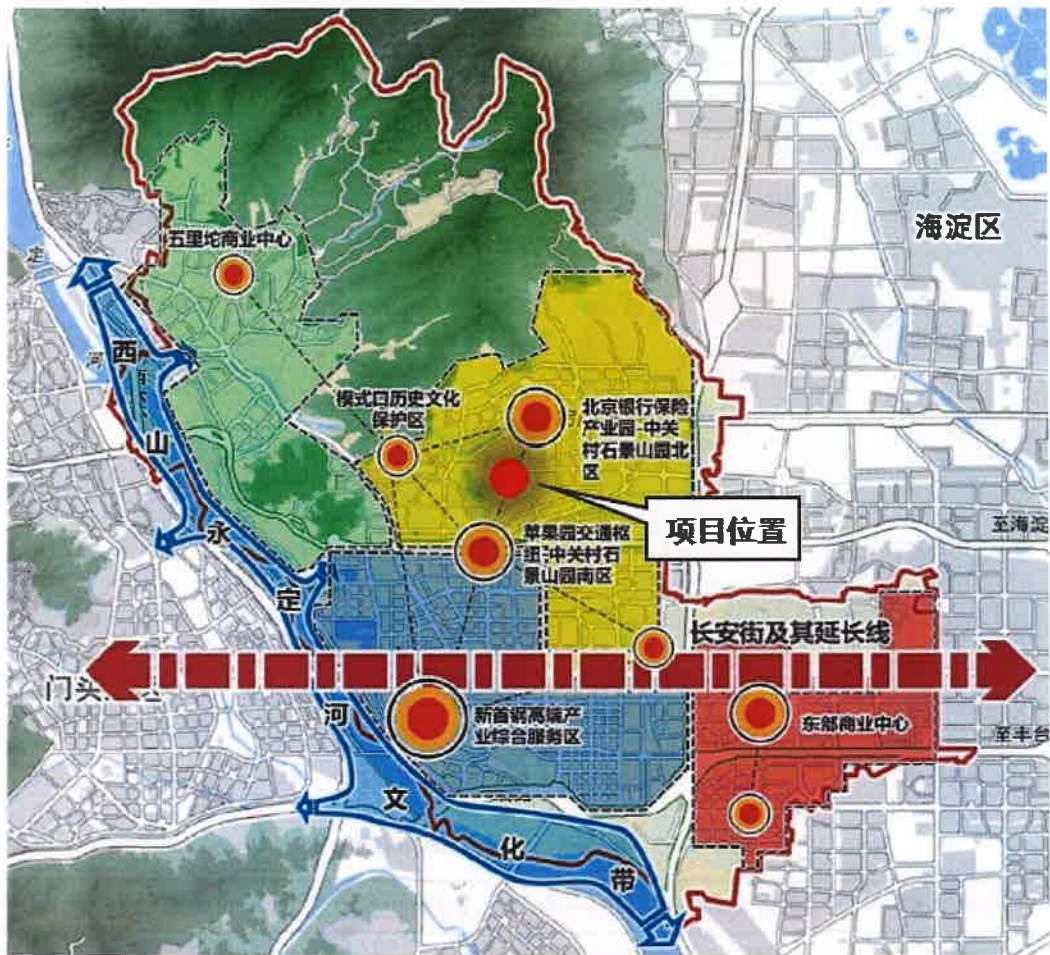 海淀区
五里坨商业中心
定
河
西
山
永
定
河
文
化
带
模式口历史文化
保护区
北京银行保险
产业园-中关
村石景山园北
区
项目位置
至海淀
苹果园交通枢
纽-中关村石
景山园南区
长安街及其延长线
门头
新首钢高端产
业综合服务区
东部商业中心
至丰台